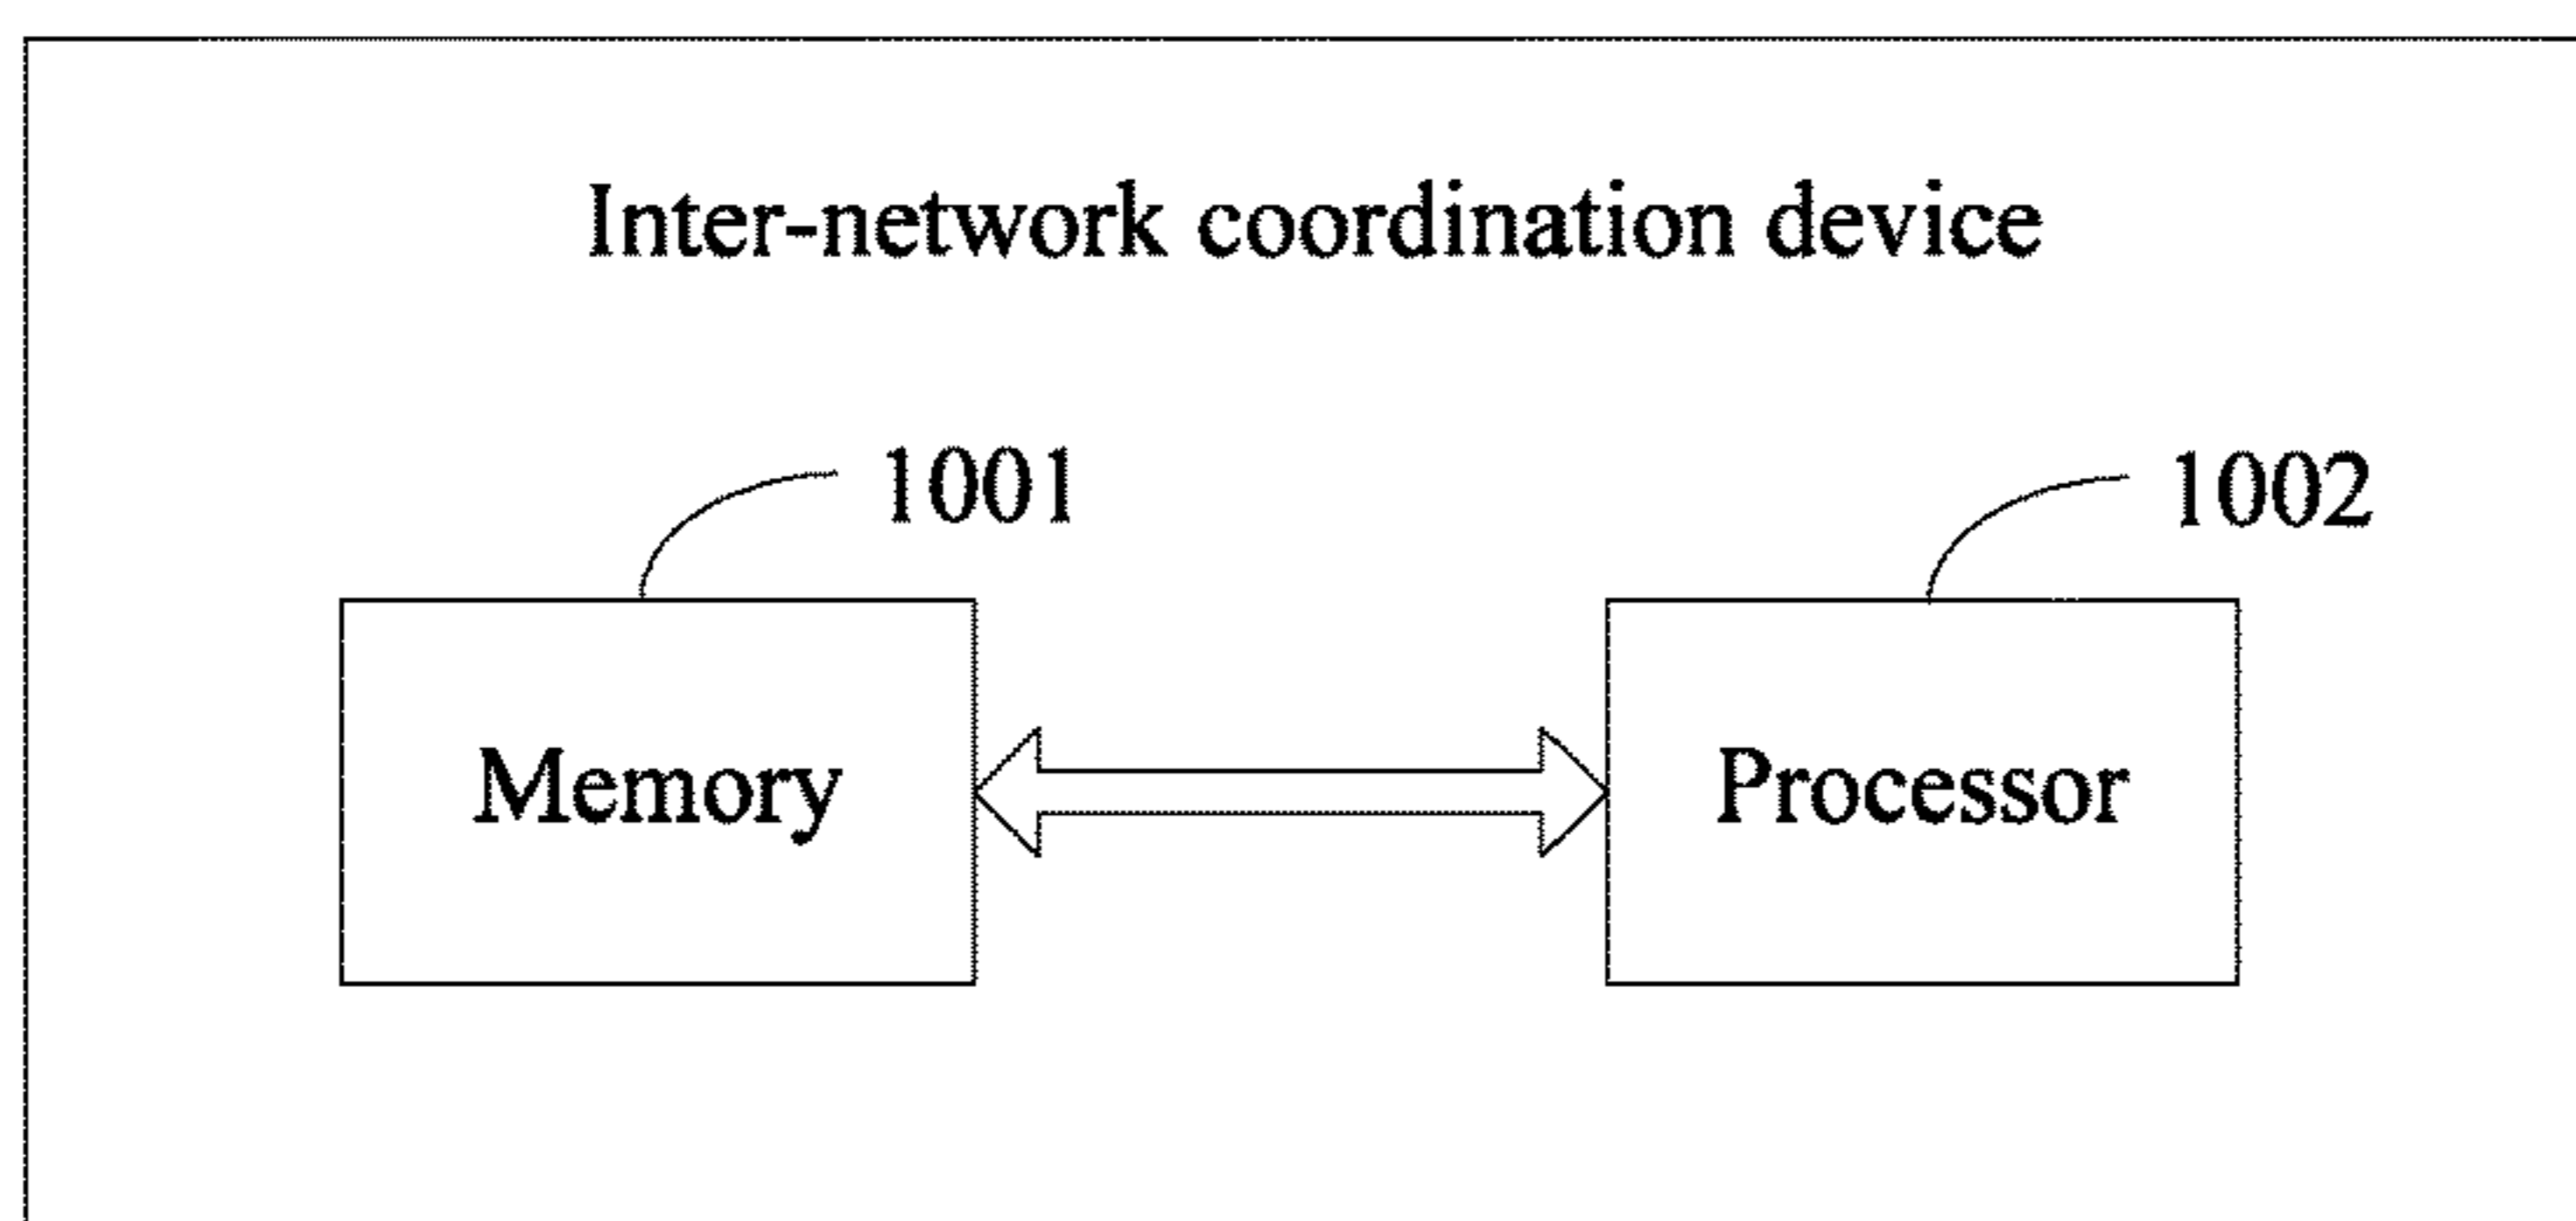 Inter-network coordination device
1001
1002
Memory
Processor